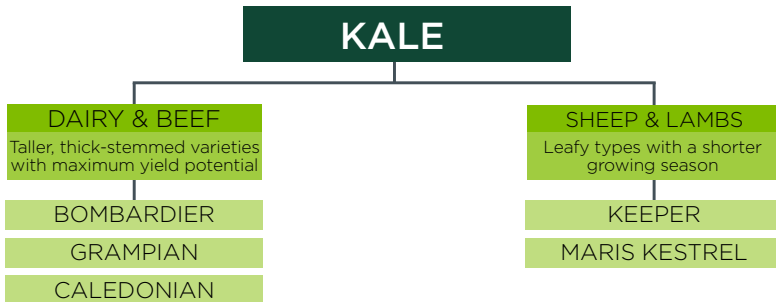 KALE
DAIRY & BEEF
Taller, thick-stemmed varieties
with maximum yield potential
BOMBARDIER
GRAMPIAN
CALEDONIAN
SHEEP & LAMBS
Leafy types with a shorter
growing season
KEEPER
MARIS KESTREL